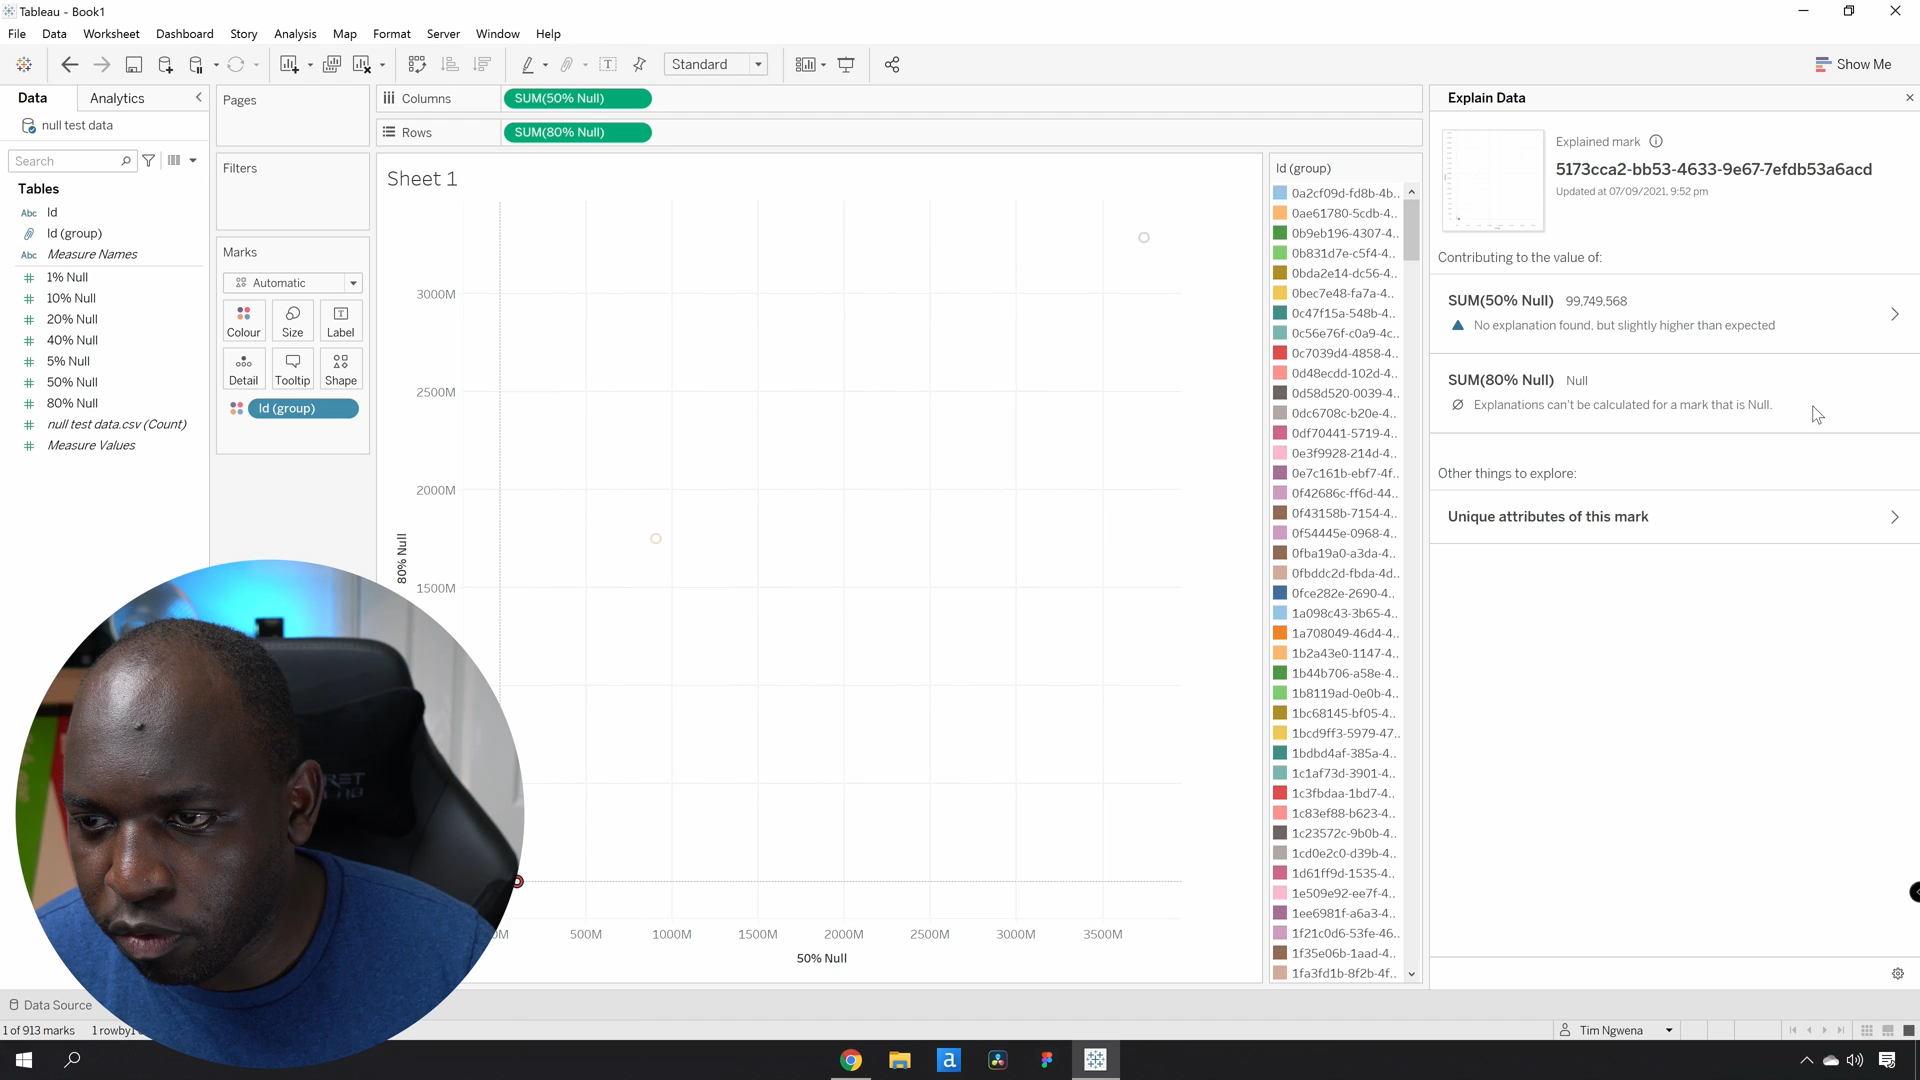 Tableau - Book1
File Data Worksheet Dashboard Story Analysis Map Format Server Window Help
Standard
Show Me
Data Analytics
null test data
Search
Tables
Abc Id
Id (group)
Abc Measure Names
# 1% Null
# 10% Null
# 20% Null
# 40% Null
# 5% Null
# 50% Null
# 80% Null
# null test data.csv (Count)
# Measure Values
Pages
Filters
Marks
Automatic
Colour Size Label
Detail Tooltip Shape
Id (group)
Columns SUM(50% Null)
Rows SUM(80% Null)
Sheet 1
3000M
2500M
2000M
1500M
80% Null
0M 500M 1000M 1500M 2000M 2500M 3000M 3500M
50% Null
Id (group)
0a2cf09d-fd8b-4b..
0ae61780-5cdb-4..
0b9eb196-4307-4..
0b831d7e-c5f4-4..
0bda2e14-dc56-4..
0bec7e48-fa7a-4..
0c47f15a-548b-4..
0c56e76f-c0a9-4c..
0c7039d4-4858-4..
0d48ecdd-102d-4..
0d58d520-0039-4..
0dc6708c-b20e-4..
0df70441-5719-4..
0e3f9928-214d-4..
0e7c161b-ebf7-4f..
0f42686c-ff6d-44..
0f43158b-7154-4..
0f54445e-0968-4..
0fba19a0-a3da-4..
0fbddc2d-fbda-4d..
0fce282e-2690-4..
1a098c43-3b65-4..
1a708049-46d4-4..
1b2a43e0-1147-4..
1b44b706-a58e-4..
1b8119ad-0e0b-4..
1bc68145-bf05-4..
1bcd9ff3-5979-47..
1bdbd4af-385a-4..
1c1af73d-3901-4..
1c3fbdaa-1bd7-4..
1c83ef88-b623-4..
1c23572c-9b0b-4..
1cd0e2c0-d39b-4..
1d61ff9d-1535-4..
1e509e92-ee7f-4..
1ee6981f-a6a3-4..
1f21c0d6-53fe-46..
1f35e06b-1aad-4..
1fa3fd1b-8f2b-4f..
Explain Data
Explained mark
5173cca2-bb53-4633-9e67-7efdb53a6acd
Updated at 07/09/2021, 9:52 pm
Contributing to the value of:
SUM(50% Null) 99,749,568
No explanation found, but slightly higher than expected
SUM(80% Null) Null
Explanations can't be calculated for a mark that is Null.
Other things to explore:
Unique attributes of this mark
Data Source
1 of 913 marks 1 row by 1
Tim Ngwena